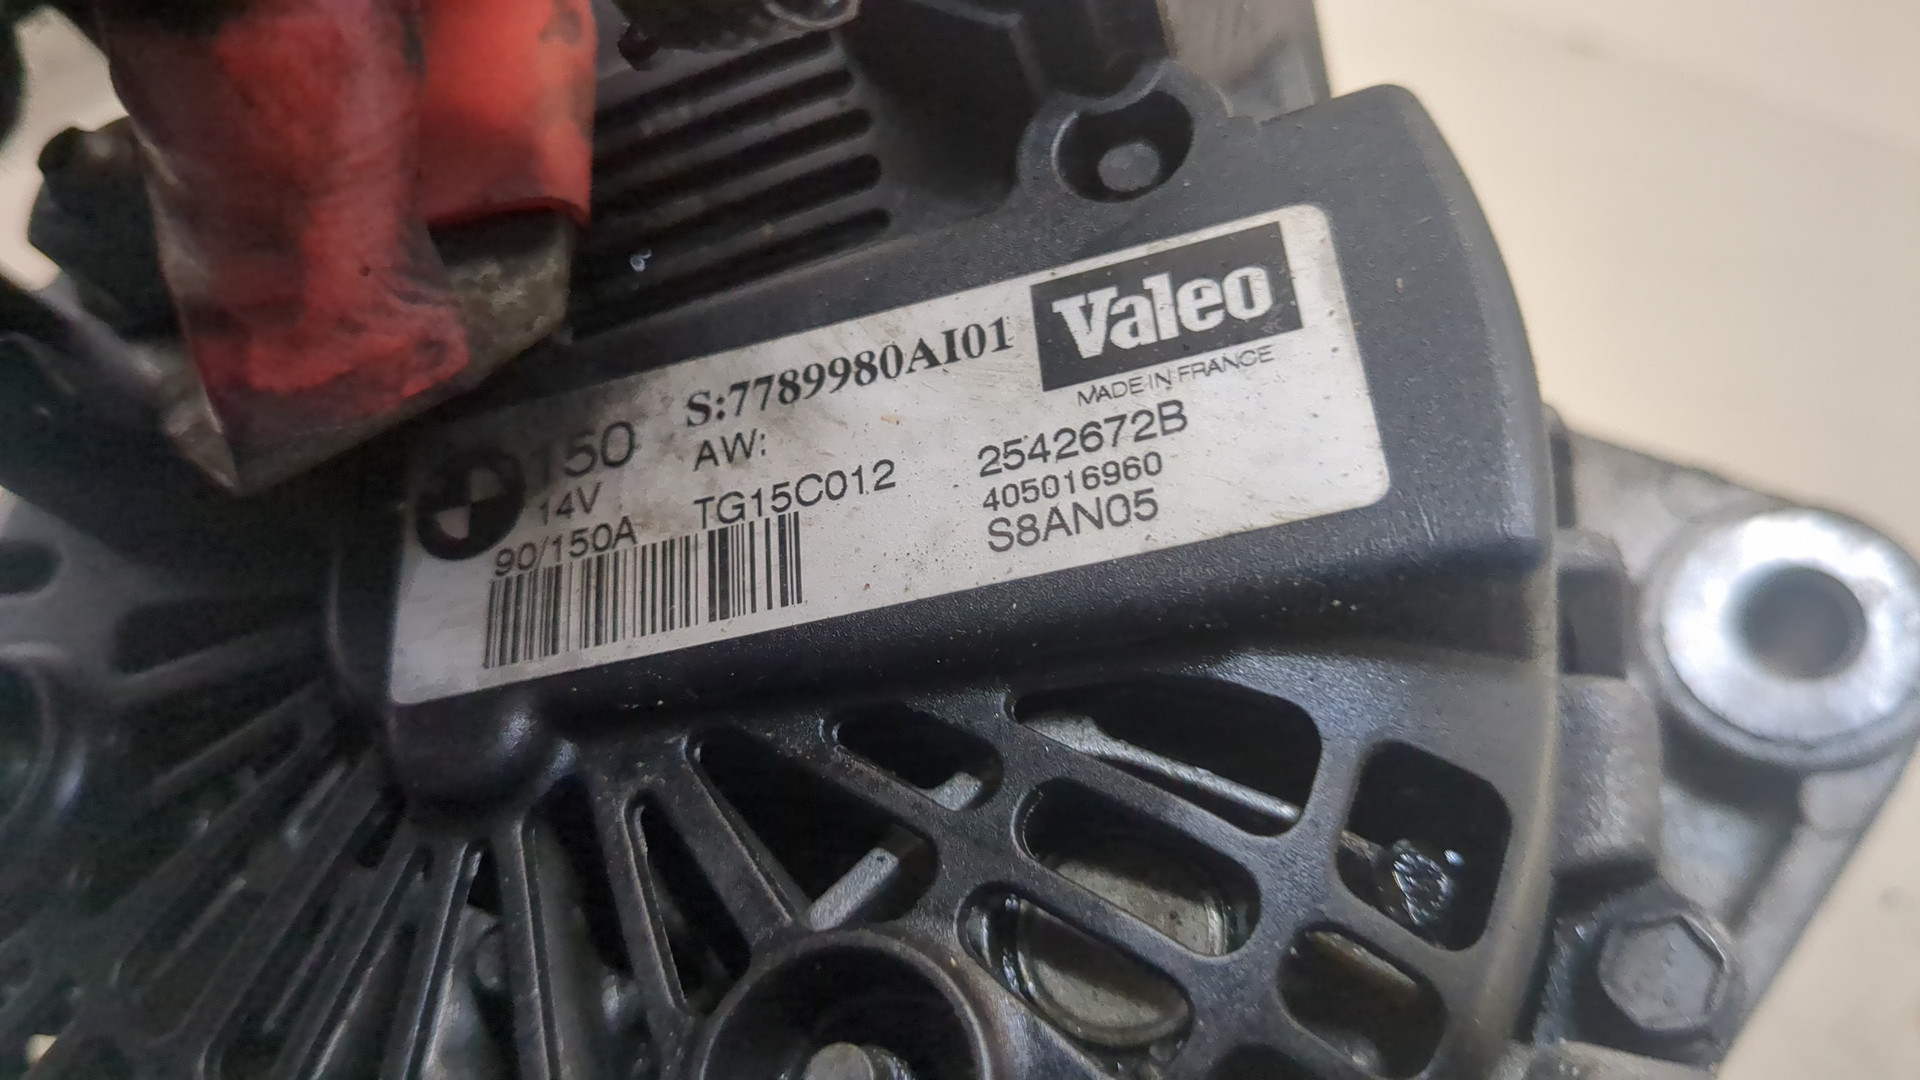 Valeo
MADE IN FRANCE
S:7789980AI01
150
AW:
2542672B
14V
TG15C012
405016960
90/150A
S8AN05